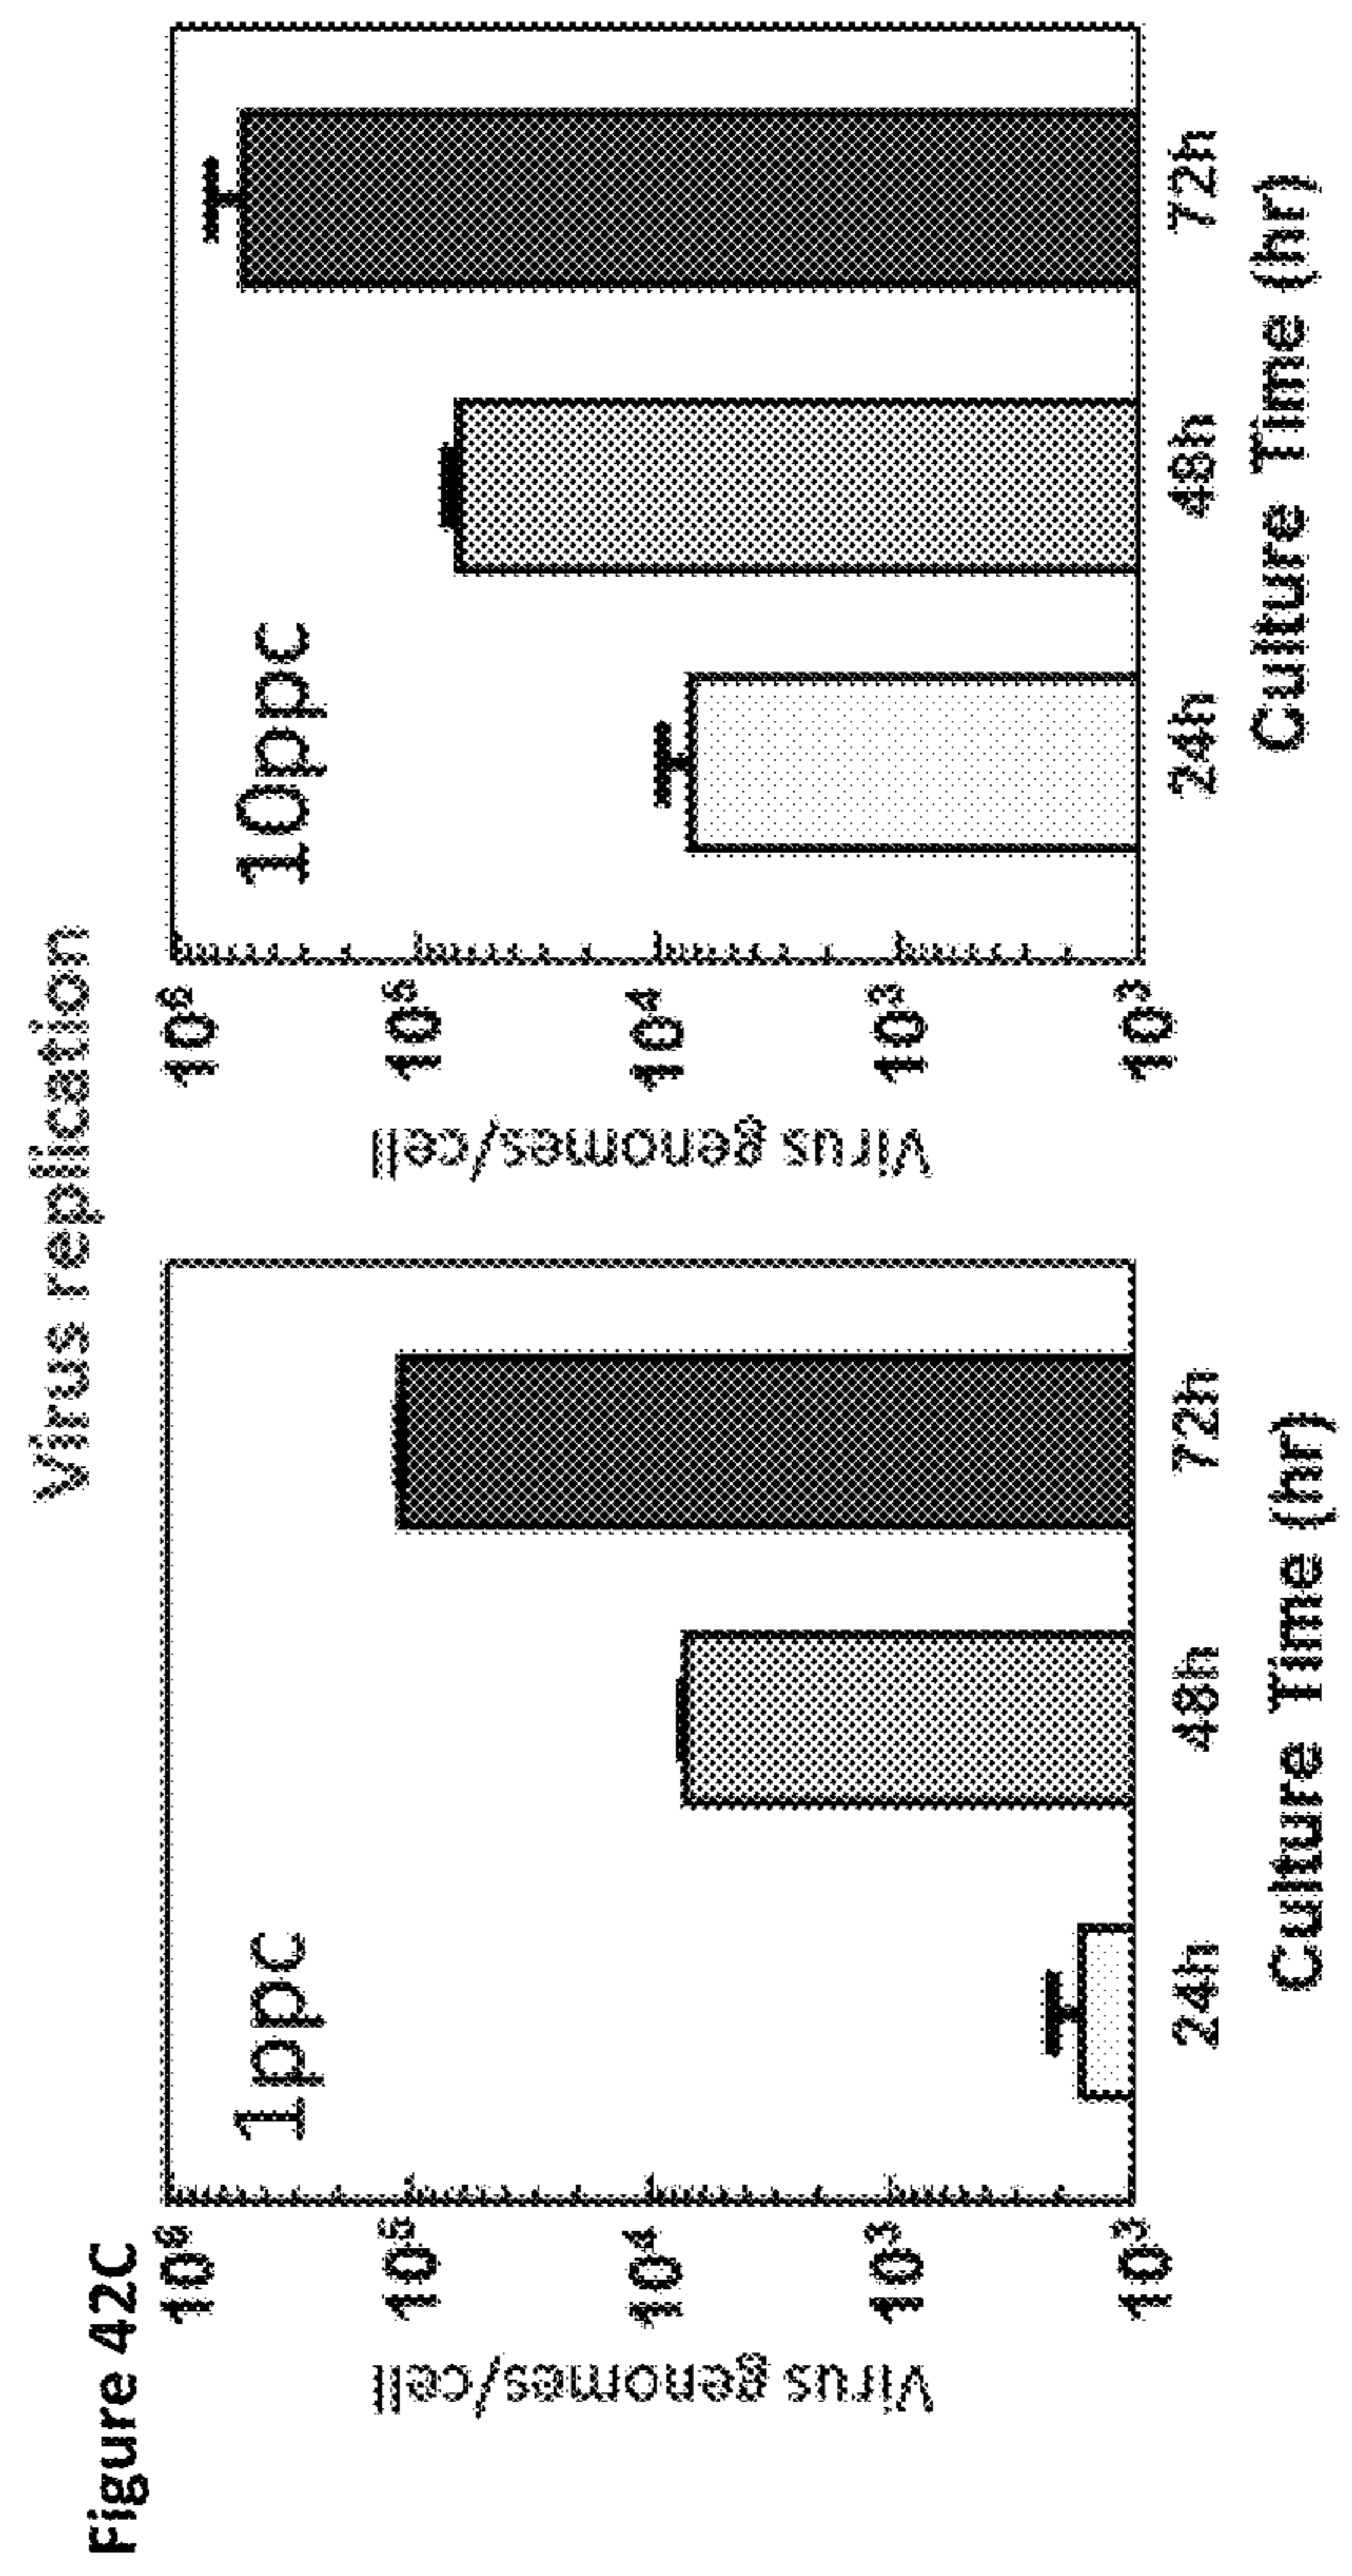 Figure 42C
Virus replication
Virus genomes/cell
10⁶
10⁵
10⁴
10³
10³
1ppc
24h 48h 72h
Culture Time (hr)
Virus genomes/cell
10⁶
10⁵
10⁴
10³
10³
10ppc
24h 48h 72h
Culture Time (hr)